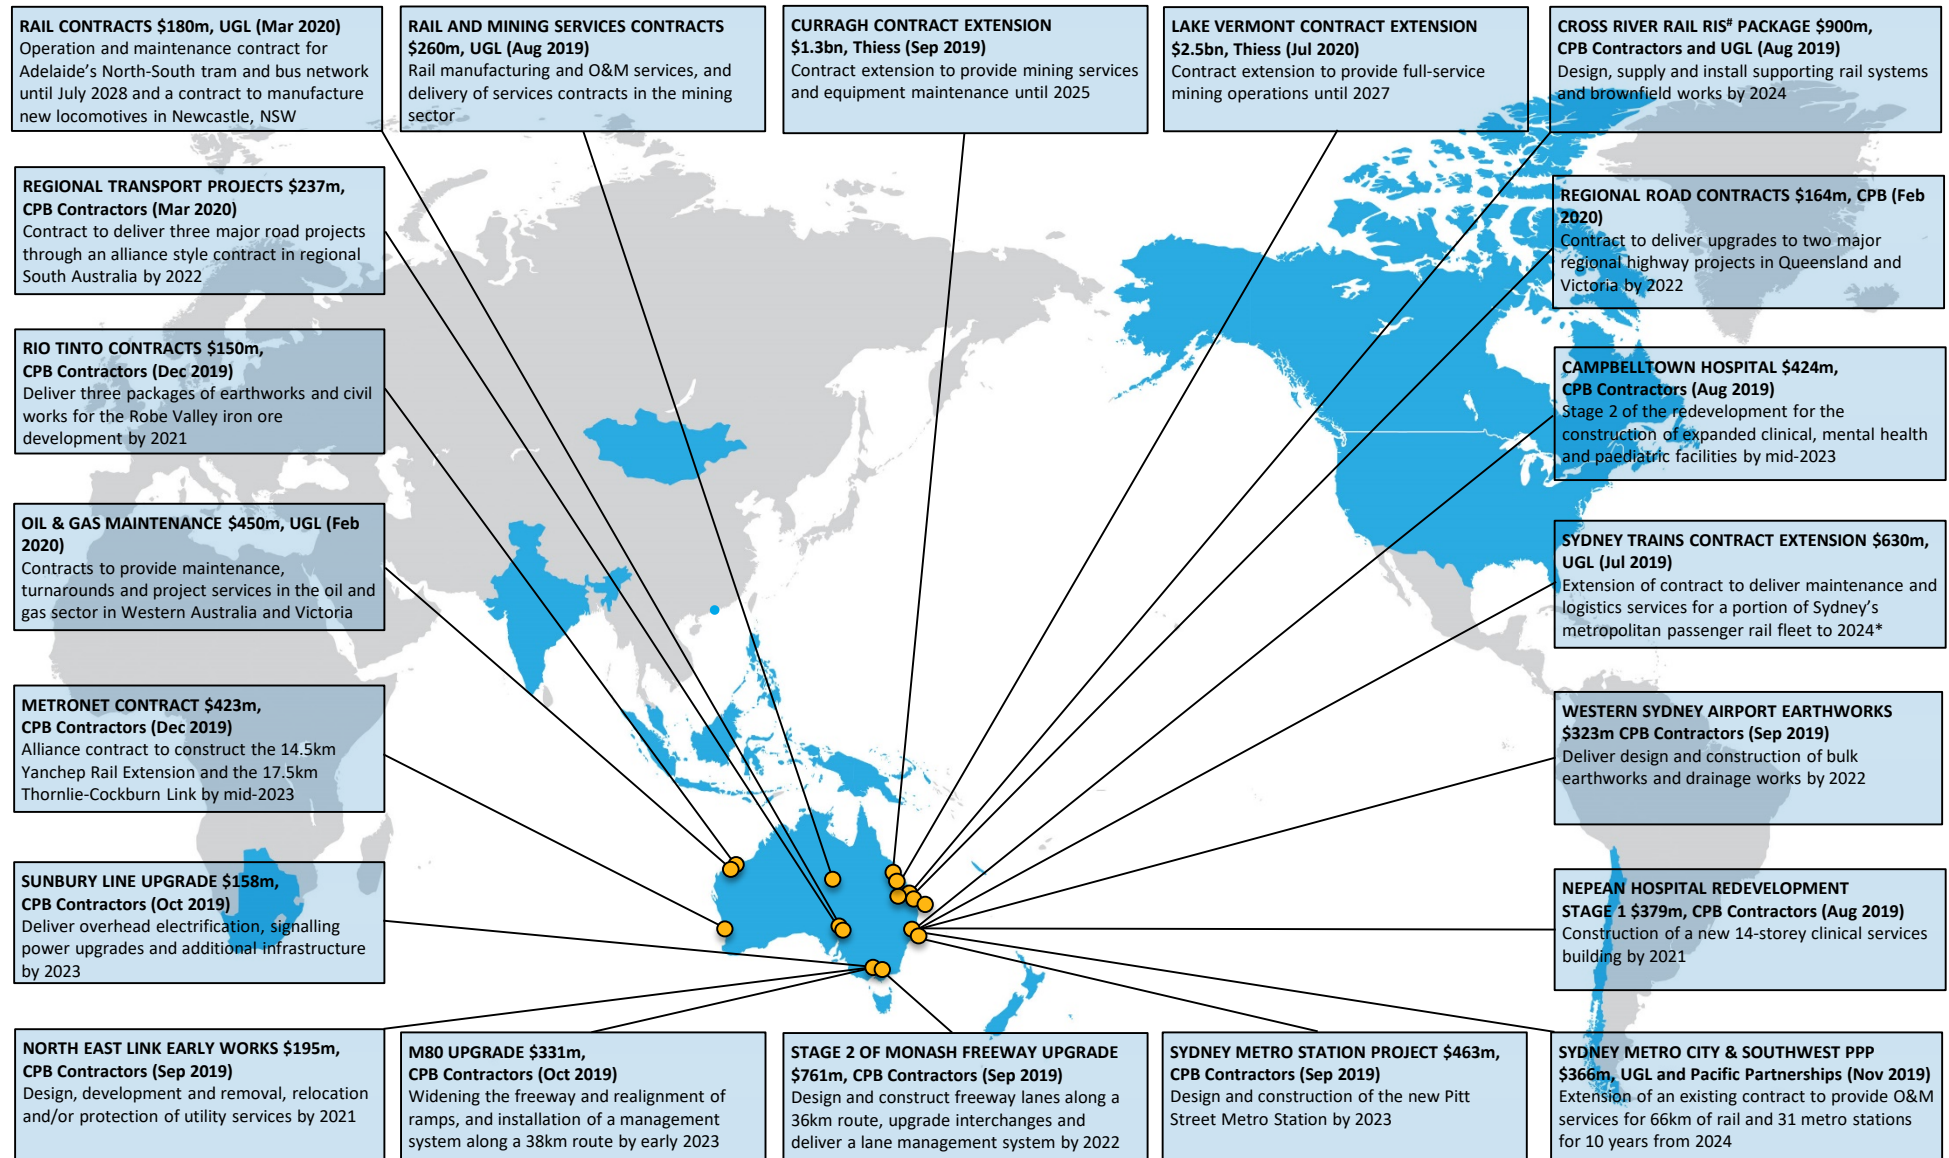 RAIL CONTRACTS $180m, UGL (Mar 2020)
Operation and maintenance contract for
Adelaide’s North-South tram and bus network
until July 2028 and a contract to manufacture
new locomotives in Newcastle, NSW
RAIL AND MINING SERVICES CONTRACTS
$260m, UGL (Aug 2019)
Rail manufacturing and O&M services, and
delivery of services contracts in the mining
sector
CURRAGH CONTRACT EXTENSION
$1.3bn, Thiess (Sep 2019)
Contract extension to provide mining services
and equipment maintenance until 2025
LAKE VERMONT CONTRACT EXTENSION
$2.5bn, Thiess (Jul 2020)
Contract extension to provide full-service
mining operations until 2027
CROSS RIVER RAIL RIS# PACKAGE $900m,
CPB Contractors and UGL (Aug 2019)
Design, supply and install supporting rail systems
and brownfield works by 2024
REGIONAL TRANSPORT PROJECTS $237m,
CPB Contractors (Mar 2020)
Contract to deliver three major road projects
through an alliance style contract in regional
South Australia by 2022
REGIONAL ROAD CONTRACTS $164m, CPB (Feb
2020)
Contract to deliver upgrades to two major
regional highway projects in Queensland and
Victoria by 2022
RIO TINTO CONTRACTS $150m,
CPB Contractors (Dec 2019)
Deliver three packages of earthworks and civil
works for the Robe Valley iron ore
development by 2021
CAMPBELLTOWN HOSPITAL $424m,
CPB Contractors (Aug 2019)
Stage 2 of the redevelopment for the
construction of expanded clinical, mental health
and paediatric facilities by mid-2023
OIL & GAS MAINTENANCE $450m, UGL (Feb
2020)
Contracts to provide maintenance,
turnarounds and project services in the oil and
gas sector in Western Australia and Victoria
SYDNEY TRAINS CONTRACT EXTENSION $630m,
UGL (Jul 2019)
Extension of contract to deliver maintenance and
logistics services for a portion of Sydney’s
metropolitan passenger rail fleet to 2024*
METRONET CONTRACT $423m,
CPB Contractors (Dec 2019)
Alliance contract to construct the 14.5km
Yanchep Rail Extension and the 17.5km
Thornlie-Cockburn Link by mid-2023
WESTERN SYDNEY AIRPORT EARTHWORKS
$323m CPB Contractors (Sep 2019)
Deliver design and construction of bulk
earthworks and drainage works by 2022
SUNBURY LINE UPGRADE $158m,
CPB Contractors (Oct 2019)
Deliver overhead electrification, signalling
power upgrades and additional infrastructure
by 2023
NEPEAN HOSPITAL REDEVELOPMENT
STAGE 1 $379m, CPB Contractors (Aug 2019)
Construction of a new 14-storey clinical services
building by 2021
NORTH EAST LINK EARLY WORKS $195m,
CPB Contractors (Sep 2019)
Design, development and removal, relocation
and/or protection of utility services by 2021
M80 UPGRADE $331m,
CPB Contractors (Oct 2019)
Widening the freeway and realignment of
ramps, and installation of a management
system along a 38km route by early 2023
STAGE 2 OF MONASH FREEWAY UPGRADE
$761m, CPB Contractors (Sep 2019)
Design and construct freeway lanes along a
36km route, upgrade interchanges and
deliver a lane management system by 2022
SYDNEY METRO STATION PROJECT $463m,
CPB Contractors (Sep 2019)
Design and construction of the new Pitt
Street Metro Station by 2023
SYDNEY METRO CITY & SOUTHWEST PPP
$366m, UGL and Pacific Partnerships (Nov 2019)
Extension of an existing contract to provide O&M
services for 66km of rail and 31 metro stations
for 10 years from 2024